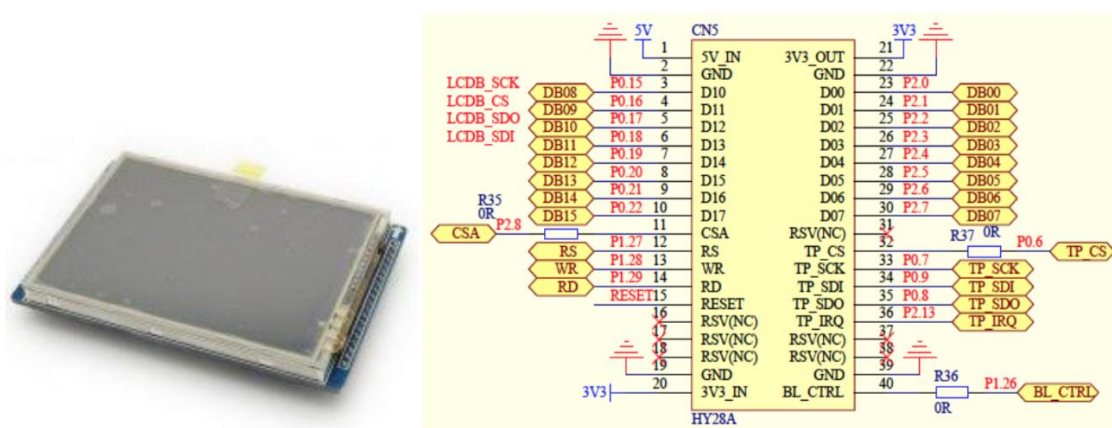 CN5
5V 1 5V_IN 3V3_OUT 21 3V3
2 GND GND 22
LCDB_SCK DB08 P0.15 3 D10 D00 23 P2.0 DB00
LCDB_CS DB09 P0.16 4 D11 D01 24 P2.1 DB01
LCDB_SDO DB10 P0.17 5 D12 D02 25 P2.2 DB02
LCDB_SDI DB11 P0.18 6 D13 D03 26 P2.3 DB03
DB12 P0.19 7 D14 D04 27 P2.4 DB04
DB13 P0.20 8 D15 D05 28 P2.5 DB05
DB14 P0.21 9 D16 D06 29 P2.6 DB06
DB15 P0.22 10 D17 D07 30 P2.7 DB07
CSA P2.8 R35 0R 11 CSA RSV(NC) 31
RS P1.27 12 RS TP_CS 32 R37 0R P0.6 TP_CS
WR P1.28 13 WR TP_SCK 33 P0.7 TP_SCK
RD P1.29 14 RD TP_SDI 34 P0.9 TP_SDI
RESET 15 RESET TP_SDO 35 P0.8 TP_SDO
16 RSV(NC) TP_IRQ 36 P2.13 TP_IRQ
17 RSV(NC) RSV(NC) 37
18 RSV(NC) RSV(NC) 38
19 GND GND 39
3V3 20 3V3_IN BL_CTRL 40 R36 0R P1.26 BL_CTRL
HY28A